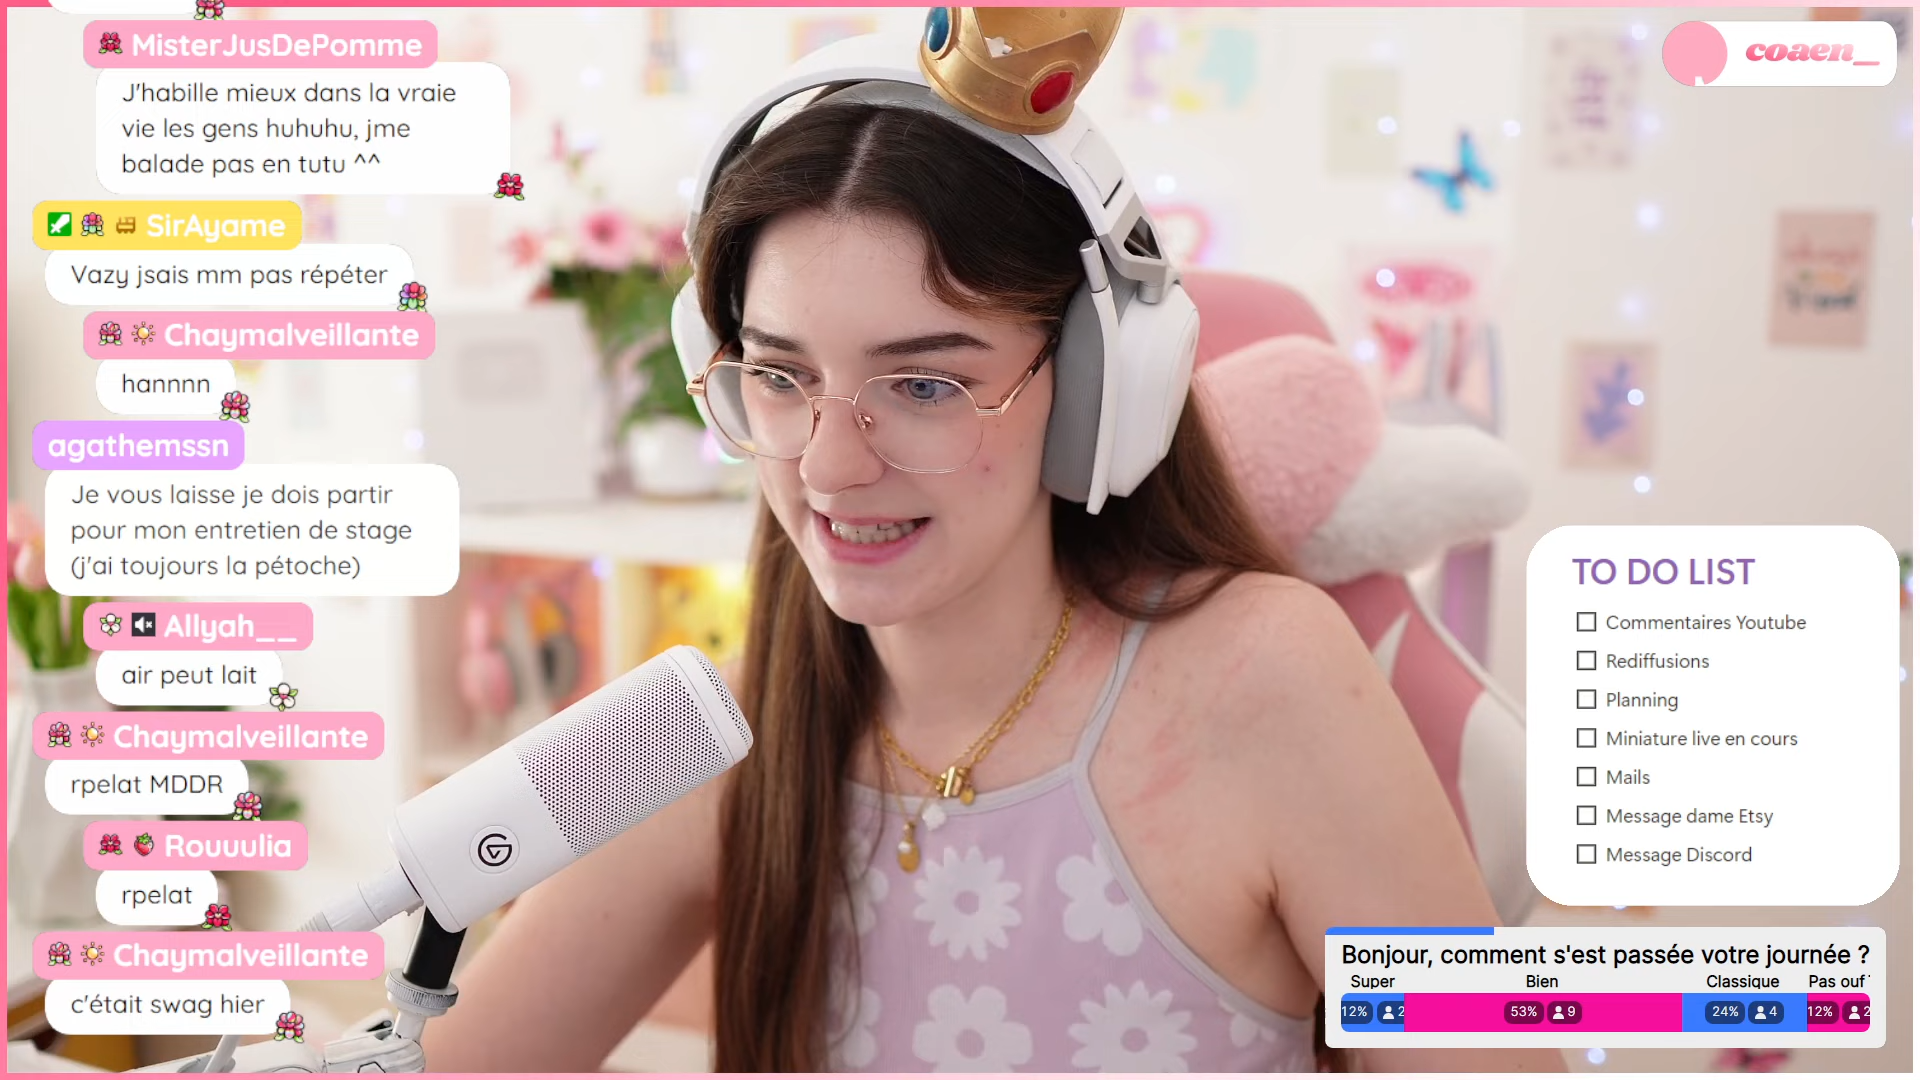 MisterJusDePomme
J'habille mieux dans la vraie
vie les gens huhuhu, jme
balade pas en tutu ^^
SirAyame
Vazy jsais mm pas répéter
Chaymalveillante
hannnn
agathemssn
Je vous laisse je dois partir
pour mon entretien de stage
(j'ai toujours la pétoche)
Allyah__
air peut lait
Chaymalveillante
rpelat MDDR
Rouuulia
rpelat
Chaymalveillante
c'était swag hier
coaen_
TO DO LIST
Commentaires Youtube
Rediffusions
Planning
Miniature live en cours
Mails
Message dame Etsy
Message Discord
Bonjour, comment s'est passée votre journée ?
Super Bien Classique Pas ouf
12% 2 53% 9 24% 4 12% 2